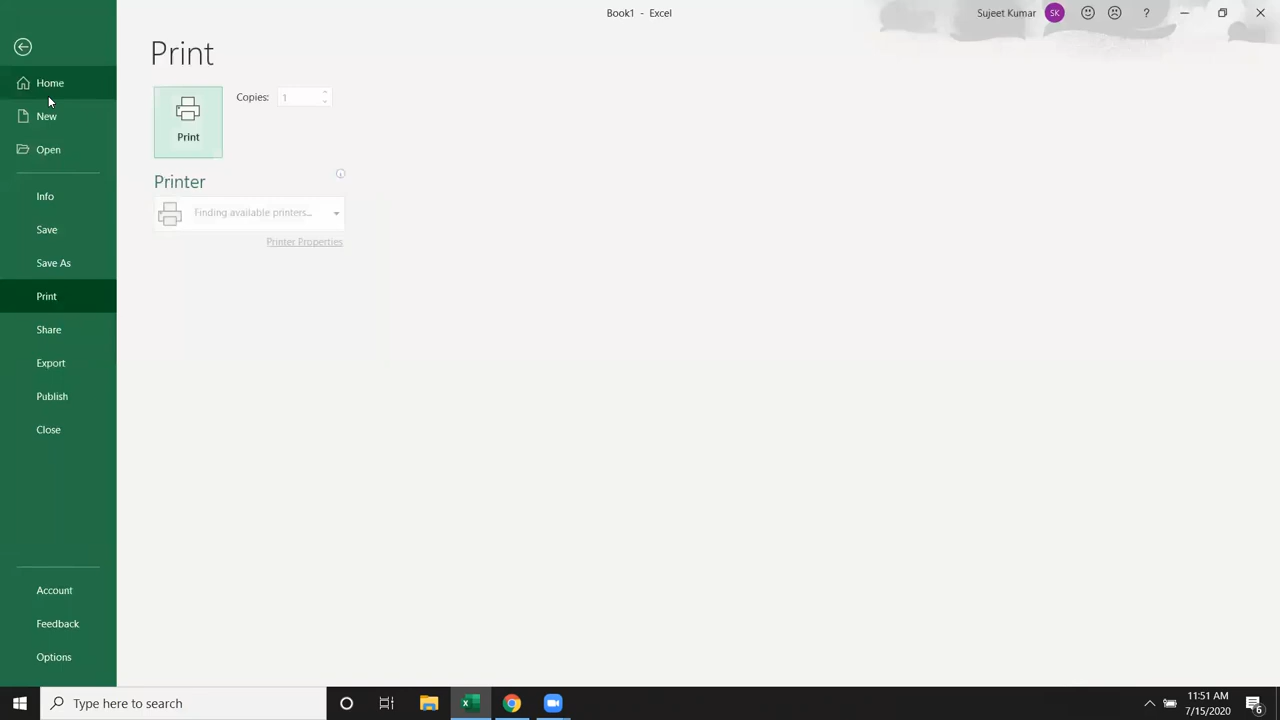 Book1 - Excel
Sujeet Kumar
SK
?
Print
Home
New
Open
Info
Save
Save As
Print
Share
Export
Publish
Close
Account
Feedback
Options
Print
Copies: 1
Printer
Finding available printers...
Printer Properties
Type here to search
11:51 AM
7/15/2020
6